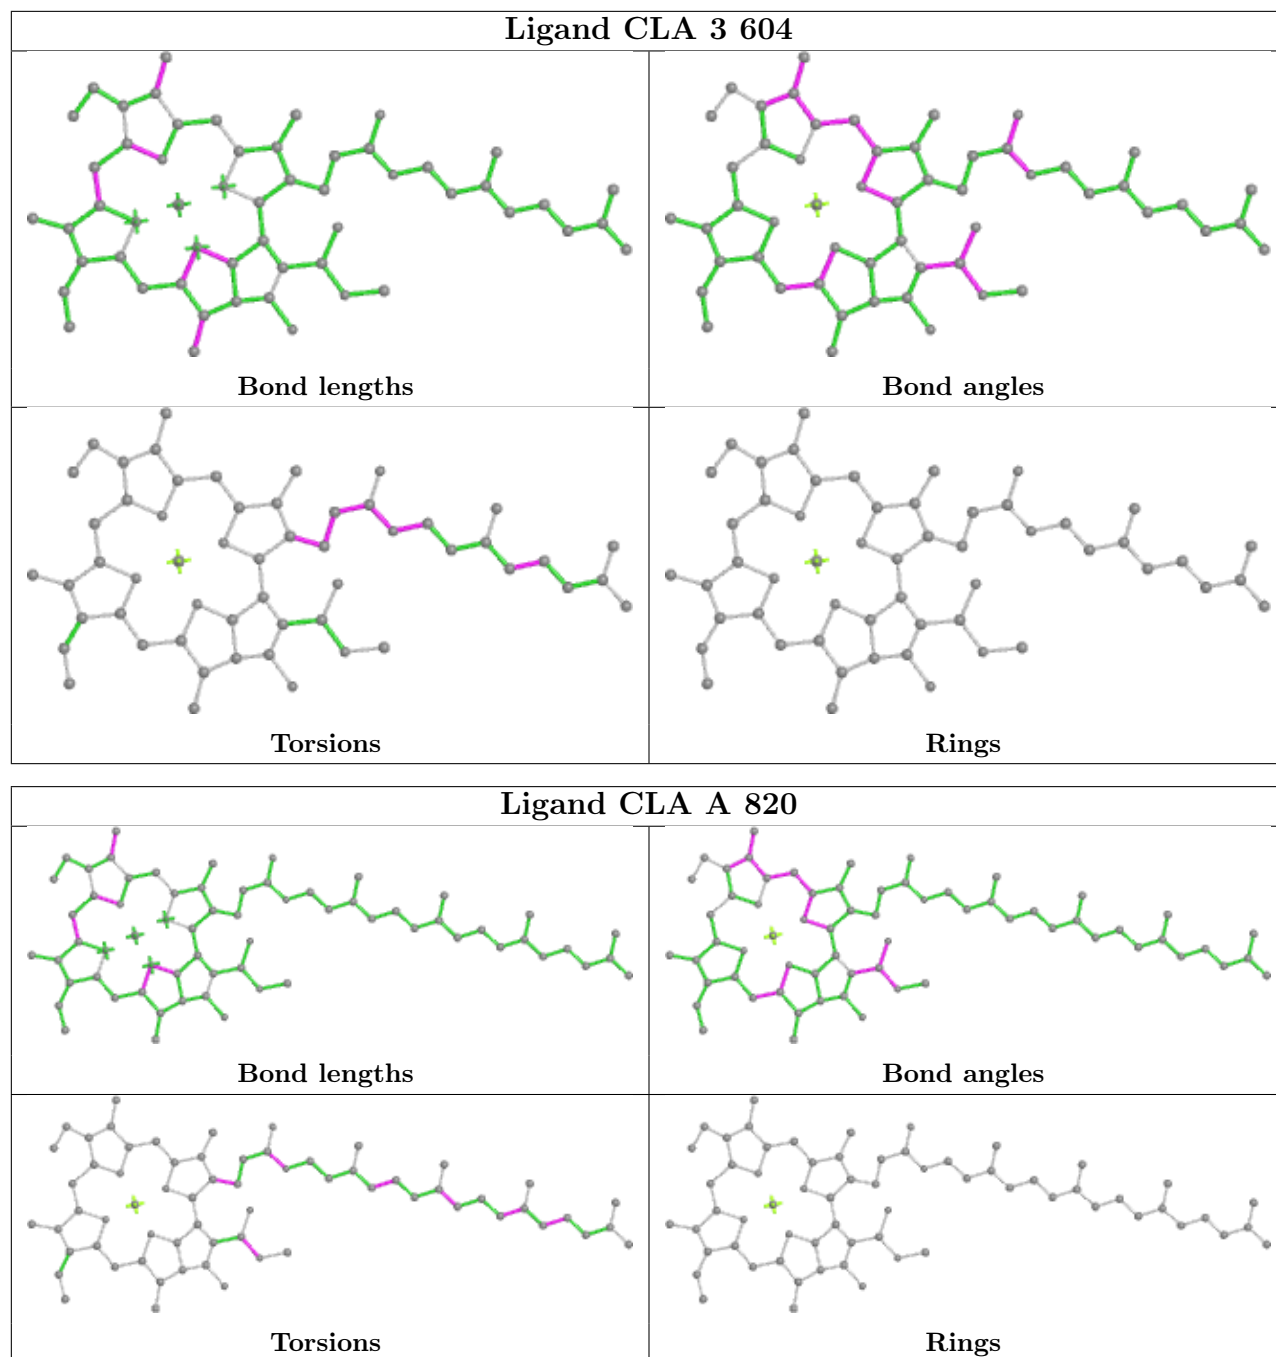 Ligand CLA 3 604
Bond lengths
Bond angles
Torsions
Rings
Ligand CLA A 820
Bond lengths
Bond angles
Torsions
Rings